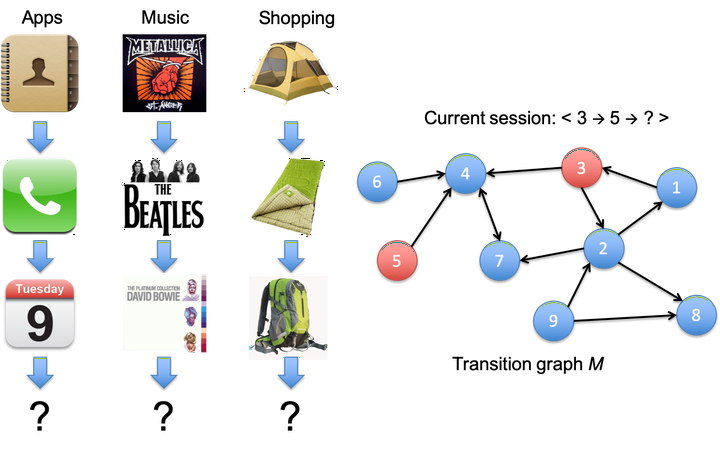 Apps
Music
Shopping
METALLICA
ST. ANGER
Current session: < 3 → 5 → ? >
6
4
3
1
THE
BEATLES
5
7
2
Tuesday
9
THE PLATINUM COLLECTION
DAVID BOWIE
9
8
Transition graph M
?
?
?